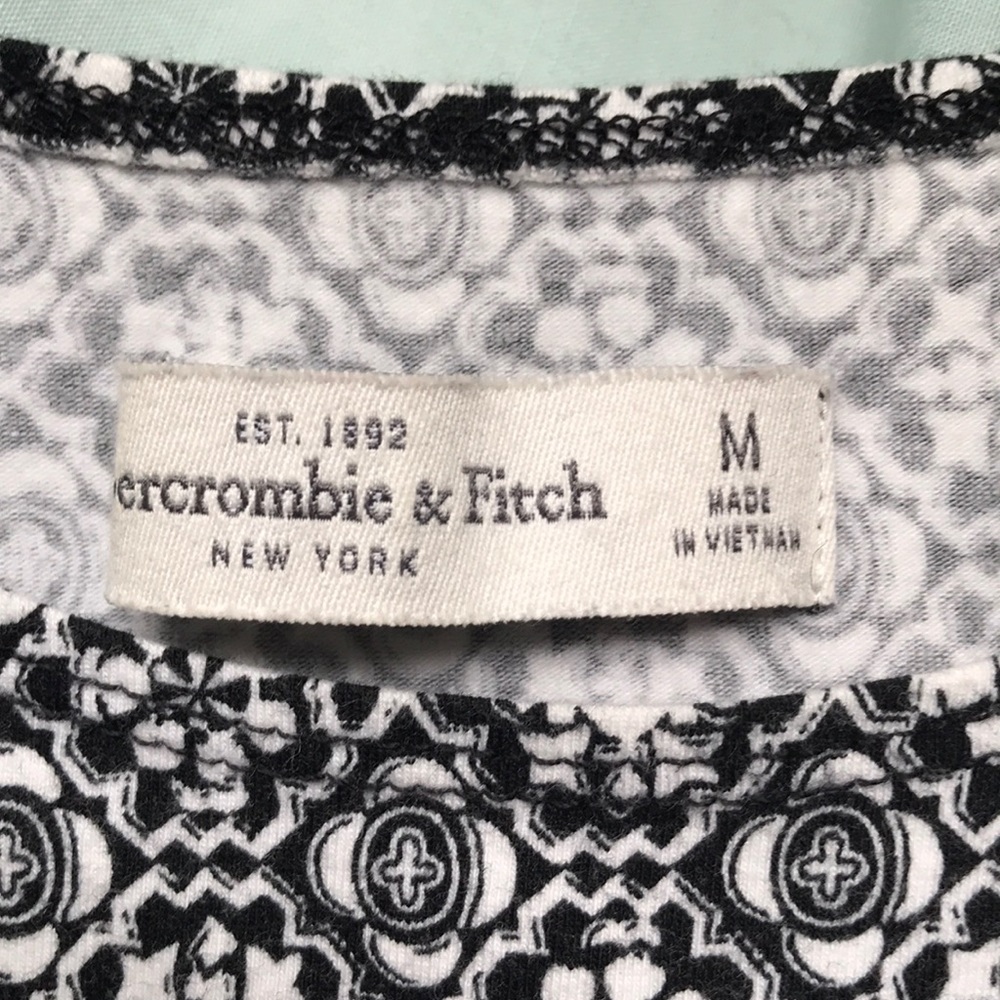 EST. 1892
ercrombie & Fitch
NEW YORK
M
MADE
IN VIETNAM